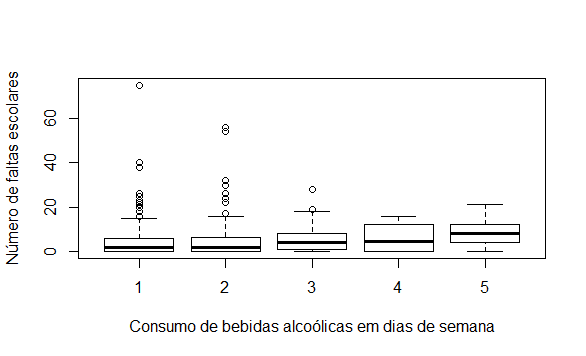 Número de faltas escolares
60
40
20
0
1 2 3 4 5
Consumo de bebidas alcoólicas em dias de semana